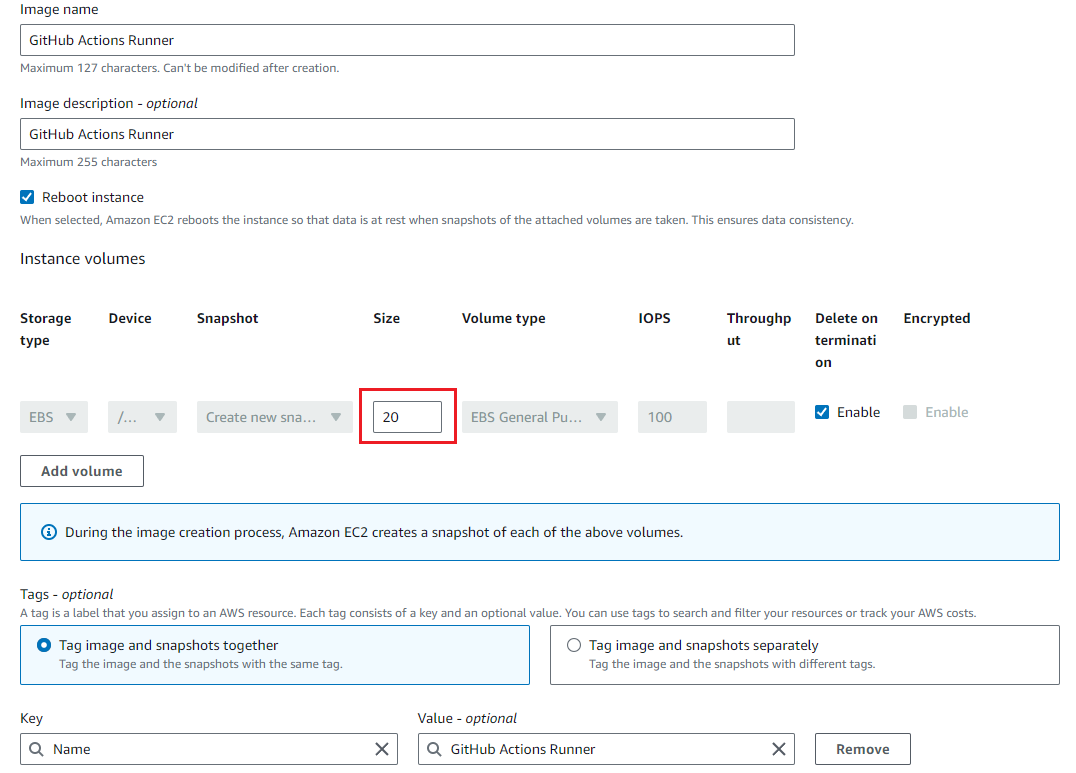 Image name
GitHub Actions Runner
Maximum 127 characters. Can't be modified after creation.
Image description - optional
GitHub Actions Runner
Maximum 255 characters
Reboot instance
When selected, Amazon EC2 reboots the instance so that data is at rest when snapshots of the attached volumes are taken. This ensures data consistency.
Instance volumes
Storage type Device Snapshot Size Volume type IOPS Throughput Delete on termination Encrypted
EBS /... Create new sna... 20 EBS General Pu... 100 Enable Enable
Add volume
During the image creation process, Amazon EC2 creates a snapshot of each of the above volumes.
Tags - optional
A tag is a label that you assign to an AWS resource. Each tag consists of a key and an optional value. You can use tags to search and filter your resources or track your AWS costs.
Tag image and snapshots together
Tag the image and the snapshots with the same tag.
Tag image and snapshots separately
Tag the image and the snapshots with different tags.
Key Value - optional
Name GitHub Actions Runner Remove